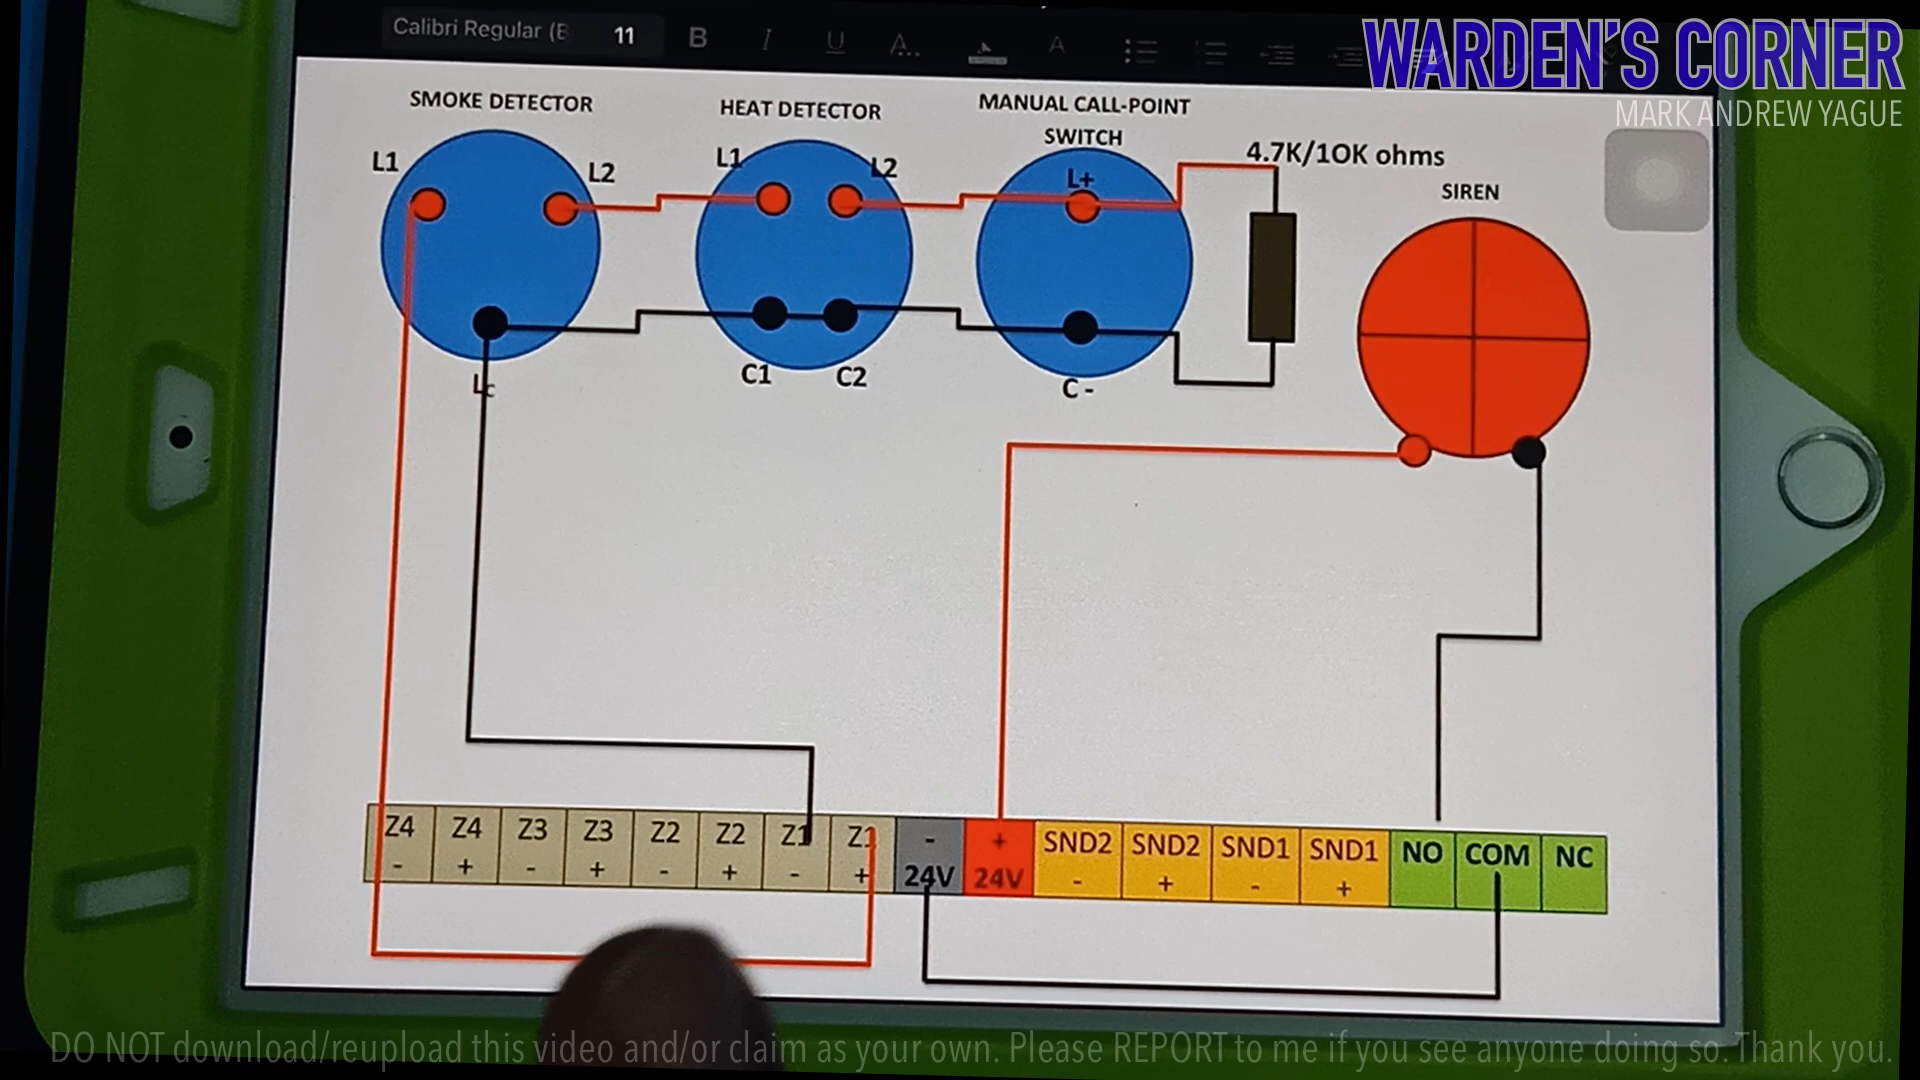 Calibri Regular (E 11 B I U A.. A
WARDEN'S CORNER
MARK ANDREW YAGUE
SMOKE DETECTOR
HEAT DETECTOR
MANUAL CALL-POINT
SWITCH
4.7K/10K ohms
SIREN
L1 L2 L1 L2 L+
Lc C1 C2 C -
Z4 Z4 Z3 Z3 Z2 Z2 Z1 Z1 - + SND2 SND2 SND1 SND1 NO COM NC
- + - + - + - + 24V 24V - + - +
DO NOT download/reupload this video and/or claim as your own. Please REPORT to me if you see anyone doing so. Thank you.